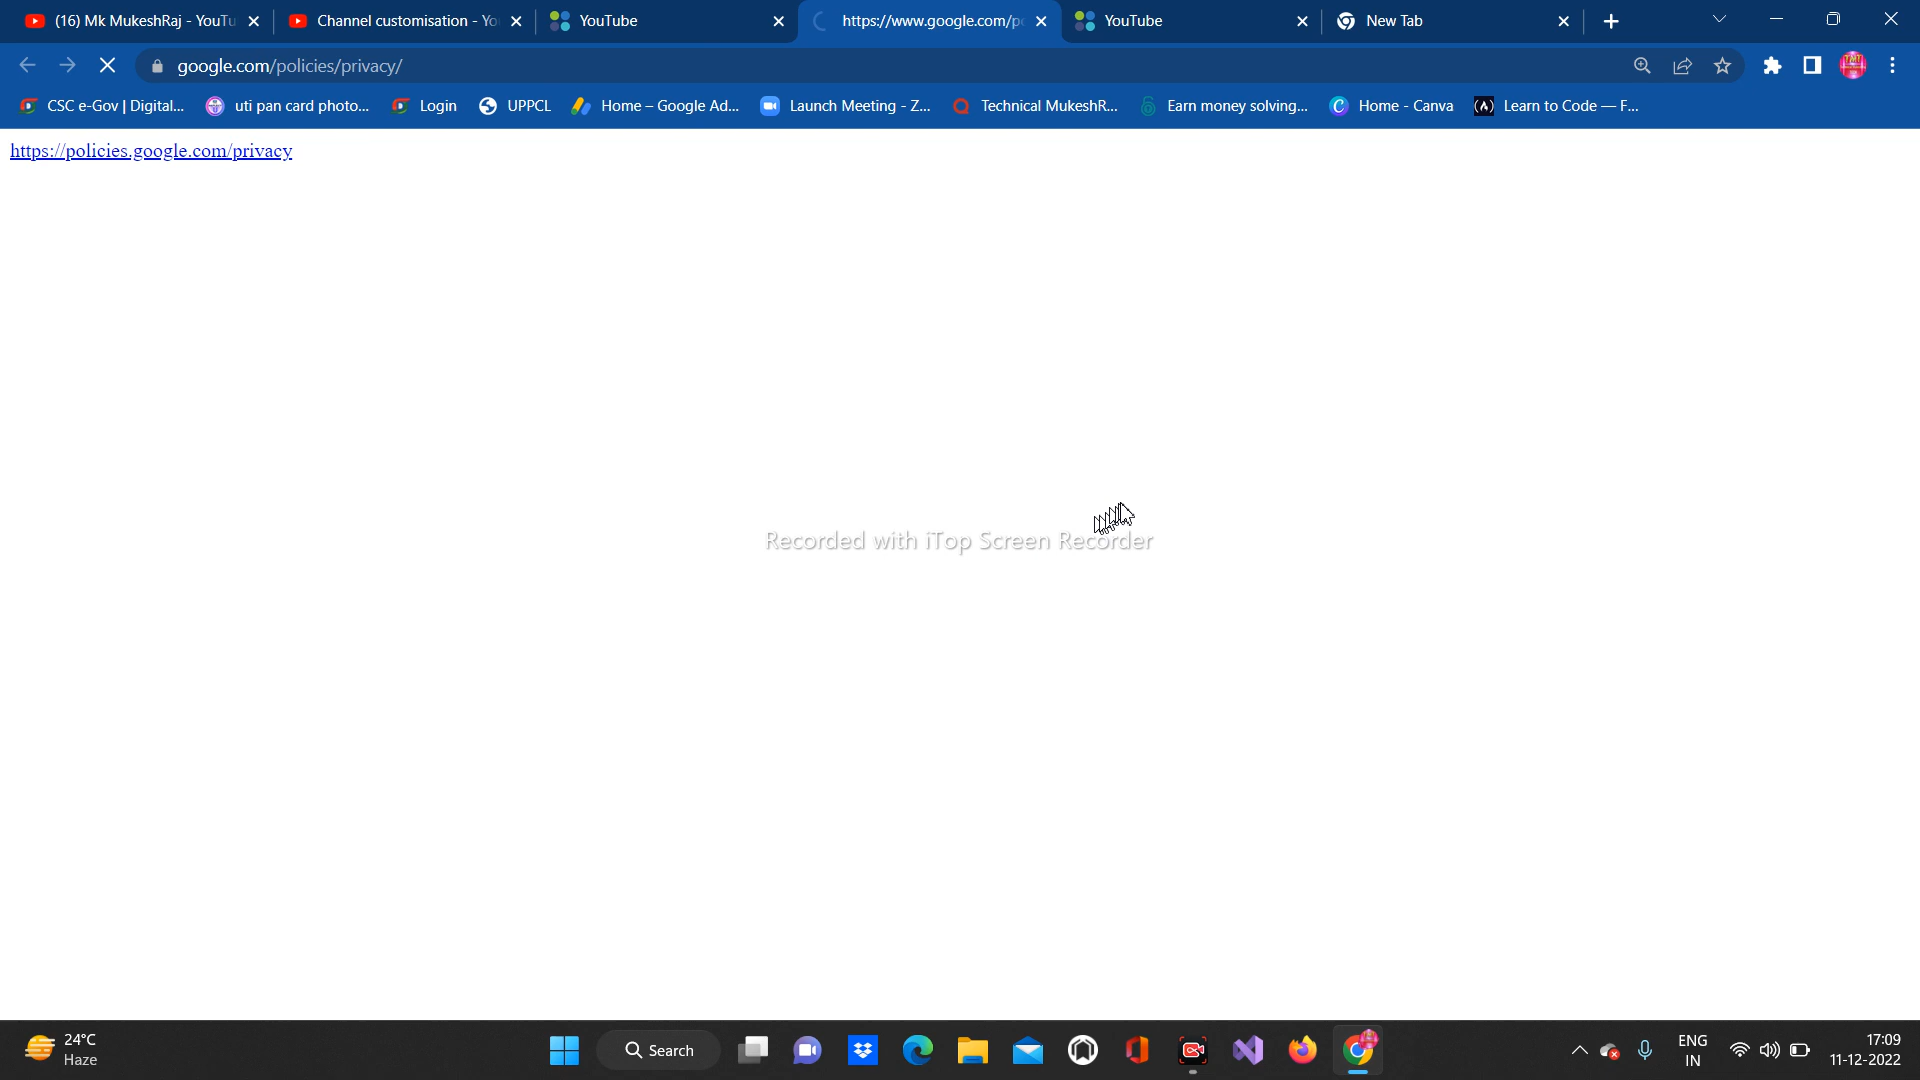 (16) Mk MukeshRaj - YouTu
Channel customisation - Yo
YouTube
https://www.google.com/po
YouTube
New Tab
google.com/policies/privacy/
CSC e-Gov | Digital...
uti pan card photo...
Login
UPPCL
Home – Google Ad...
Launch Meeting - Z...
Technical MukeshR...
Earn money solving...
Home - Canva
Learn to Code — F...
https://policies.google.com/privacy
Recorded with iTop Screen Recorder
24°C
Haze
Search
ENG
IN
17:09
11-12-2022